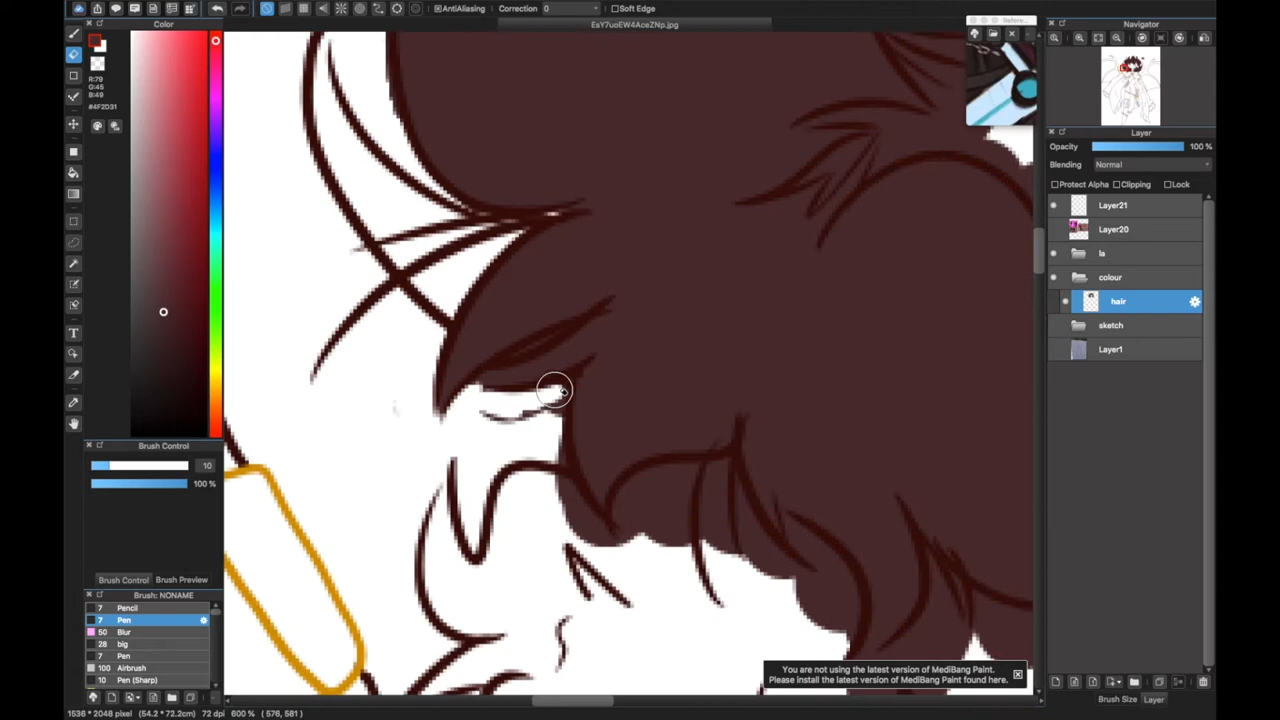 AntiAliasing
Correction
0
Soft Edge
Color
EsY7uoEW4AceZNp.jpg
Refere...
Navigator
R:79
G:45
B:49
#4F2D31
Layer
Opacity
100 %
Blending
Normal
Protect Alpha
Clipping
Lock
Layer21
Layer20
la
colour
hair
sketch
Layer1
Brush Control
10
100 %
Brush Control
Brush Preview
Brush: NONAME
7 Pencil
7 Pen
50 Blur
28 big
7 Pen
100 Airbrush
10 Pen (Sharp)
You are not using the latest version of MediBang Paint.
Please install the latest version of MediBang Paint found here.
Brush Size
Layer
1536 * 2048 pixel (54.2 * 72.2cm) 72 dpi 600 % ( 576, 581 )